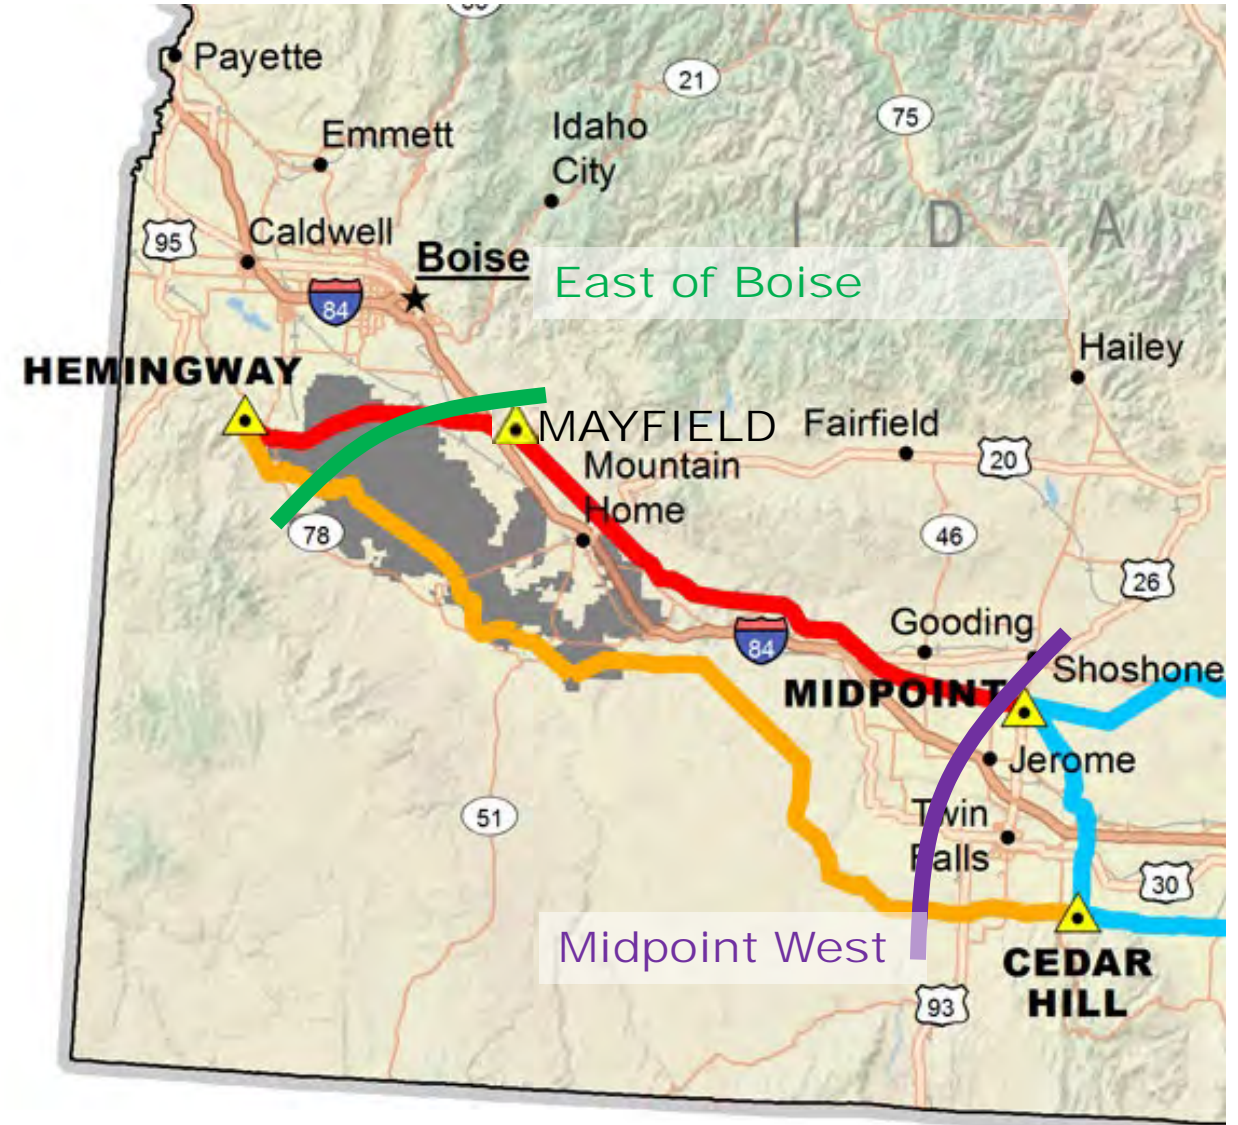 55
Payette
21
75
Emmett
Idaho
City
I D A
95
Caldwell
Boise
East of Boise
84
HEMINGWAY
Hailey
MAYFIELD
Fairfield
Mountain
Home
20
78
46
26
84
Gooding
Shoshone
MIDPOINT
Jerome
51
Twin
Falls
30
Midpoint West
CEDAR
HILL
93